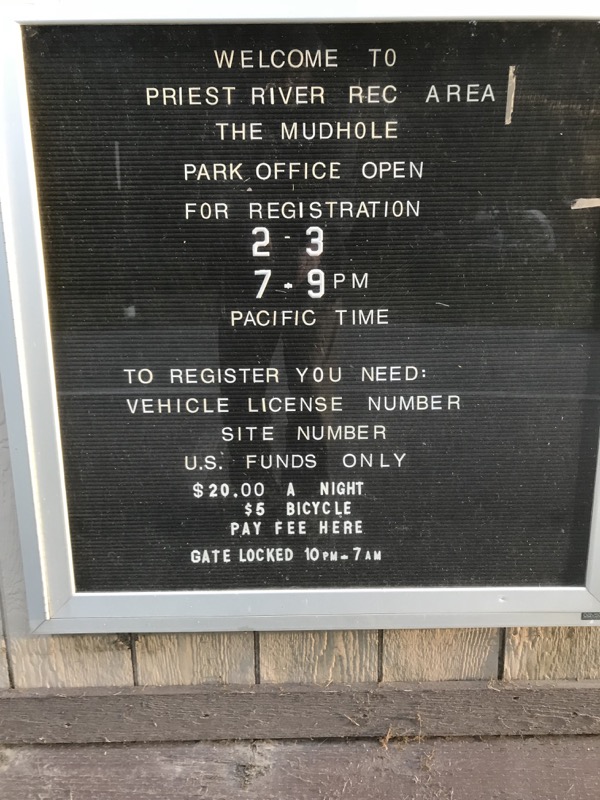 WELCOME TO
PRIEST RIVER REC AREA
THE MUDHOLE
PARK OFFICE OPEN
FOR REGISTRATION
2 - 3
7 - 9 PM
PACIFIC TIME
TO REGISTER YOU NEED:
VEHICLE LICENSE NUMBER
SITE NUMBER
U.S. FUNDS ONLY
$20.00 A NIGHT
$5 BICYCLE
PAY FEE HERE
GATE LOCKED 10PM-7AM